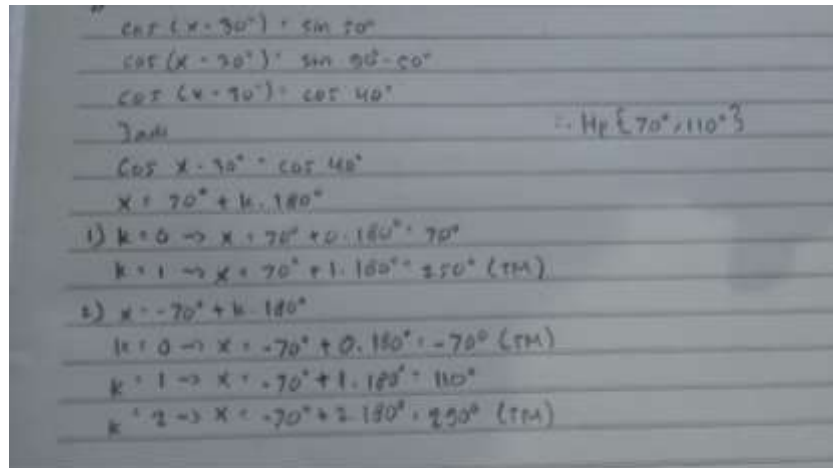 cos (x - 30°) = sin 50°
cos (x - 30°) = sin 90° - 50°
cos (x - 30°) = cos 40°
Jadi
∴ Hp {70°, 110°}
Cos x - 30° = cos 40°
x = 70° + k. 180°
1) k = 0 → x = 70° + 0. 180° = 70°
k = 1 → x = 70° + 1. 180° = 250° (TM)
2) x = -70° + k. 180°
k = 0 → x = -70° + 0. 180° = -70° (TM)
k = 1 → x = -70° + 1. 180° = 110°
k = 2 → x = -70° + 2. 180° = 290° (TM)